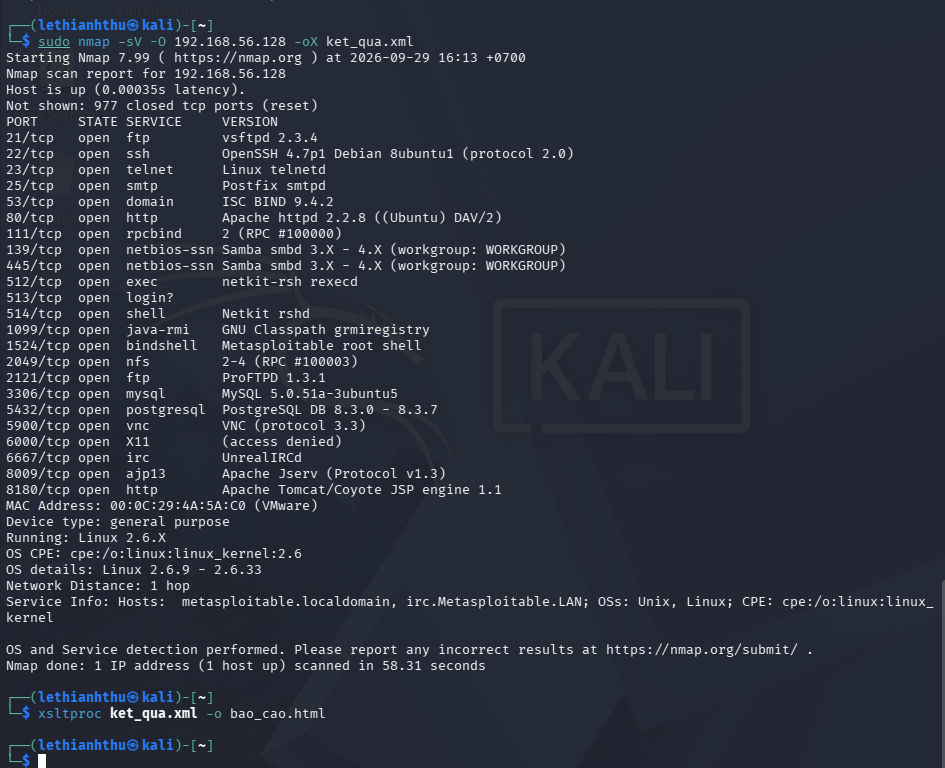 ┌──(lethianhthu㉿kali)-[~]
└─$ sudo nmap -sV -O 192.168.56.128 -oX ket_qua.xml
Starting Nmap 7.99 ( https://nmap.org ) at 2026-09-29 16:13 +0700
Nmap scan report for 192.168.56.128
Host is up (0.00035s latency).
Not shown: 977 closed tcp ports (reset)
PORT     STATE SERVICE     VERSION
21/tcp   open  ftp         vsftpd 2.3.4
22/tcp   open  ssh         OpenSSH 4.7p1 Debian 8ubuntu1 (protocol 2.0)
23/tcp   open  telnet      Linux telnetd
25/tcp   open  smtp        Postfix smtpd
53/tcp   open  domain      ISC BIND 9.4.2
80/tcp   open  http        Apache httpd 2.2.8 ((Ubuntu) DAV/2)
111/tcp  open  rpcbind     2 (RPC #100000)
139/tcp  open  netbios-ssn Samba smbd 3.X - 4.X (workgroup: WORKGROUP)
445/tcp  open  netbios-ssn Samba smbd 3.X - 4.X (workgroup: WORKGROUP)
512/tcp  open  exec        netkit-rsh rexecd
513/tcp  open  login?
514/tcp  open  shell       Netkit rshd
1099/tcp open  java-rmi    GNU Classpath grmiregistry
1524/tcp open  bindshell   Metasploitable root shell
2049/tcp open  nfs         2-4 (RPC #100003)
2121/tcp open  ftp         ProFTPD 1.3.1
3306/tcp open  mysql       MySQL 5.0.51a-3ubuntu5
5432/tcp open  postgresql  PostgreSQL DB 8.3.0 - 8.3.7
5900/tcp open  vnc         VNC (protocol 3.3)
6000/tcp open  X11         (access denied)
6667/tcp open  irc         UnrealIRCd
8009/tcp open  ajp13       Apache Jserv (Protocol v1.3)
8180/tcp open  http        Apache Tomcat/Coyote JSP engine 1.1
MAC Address: 00:0C:29:4A:5A:C0 (VMware)
Device type: general purpose
Running: Linux 2.6.X
OS CPE: cpe:/o:linux:linux_kernel:2.6
OS details: Linux 2.6.9 - 2.6.33
Network Distance: 1 hop
Service Info: Hosts:  metasploitable.localdomain, irc.Metasploitable.LAN; OSs: Unix, Linux; CPE: cpe:/o:linux:linux_
kernel
OS and Service detection performed. Please report any incorrect results at https://nmap.org/submit/ .
Nmap done: 1 IP address (1 host up) scanned in 58.31 seconds
┌──(lethianhthu㉿kali)-[~]
└─$ xsltproc ket_qua.xml -o bao_cao.html
┌──(lethianhthu㉿kali)-[~]
└─$
KALI